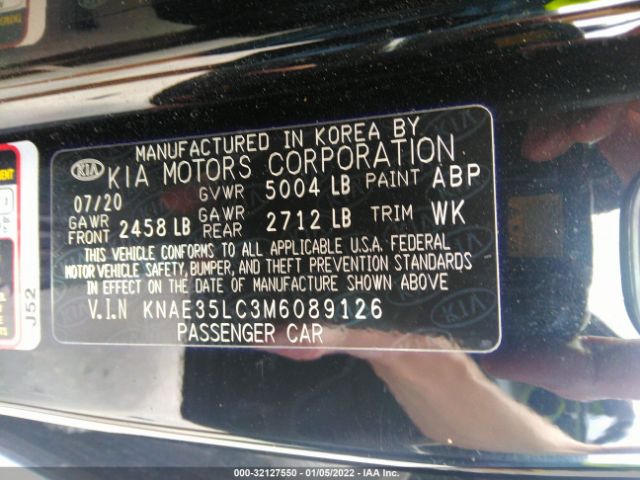 MANUFACTURED IN KOREA BY
KIA KIA MOTORS CORPORATION
07/20 GVWR 5004 LB PAINT ABP
GAWR FRONT 2458 LB GAWR REAR 2712 LB TRIM WK
THIS VEHICLE CONFORMS TO ALL APPLICABLE U.S.A. FEDERAL
MOTOR VEHICLE SAFETY, BUMPER, AND THEFT PREVENTION STANDARDS
IN EFFECT ON THE DATE OF MANUFACTURE SHOWN ABOVE
V.I.N KNAE35LC3M6089126
PASSENGER CAR
J52
000-32127550 - 01/05/2022 - IAA Inc.